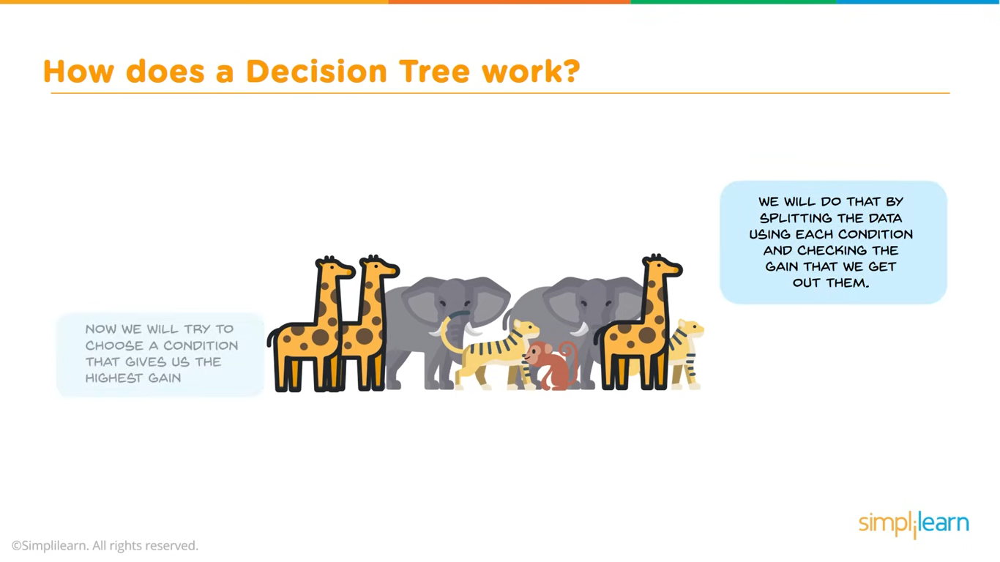 How does a Decision Tree work?
WE WILL DO THAT BY
SPLITTING THE DATA
USING EACH CONDITION
AND CHECKING THE
GAIN THAT WE GET
OUT THEM.
NOW WE WILL TRY TO
CHOOSE A CONDITION
THAT GIVES US THE
HIGHEST GAIN
simplilearn
©Simplilearn. All rights reserved.